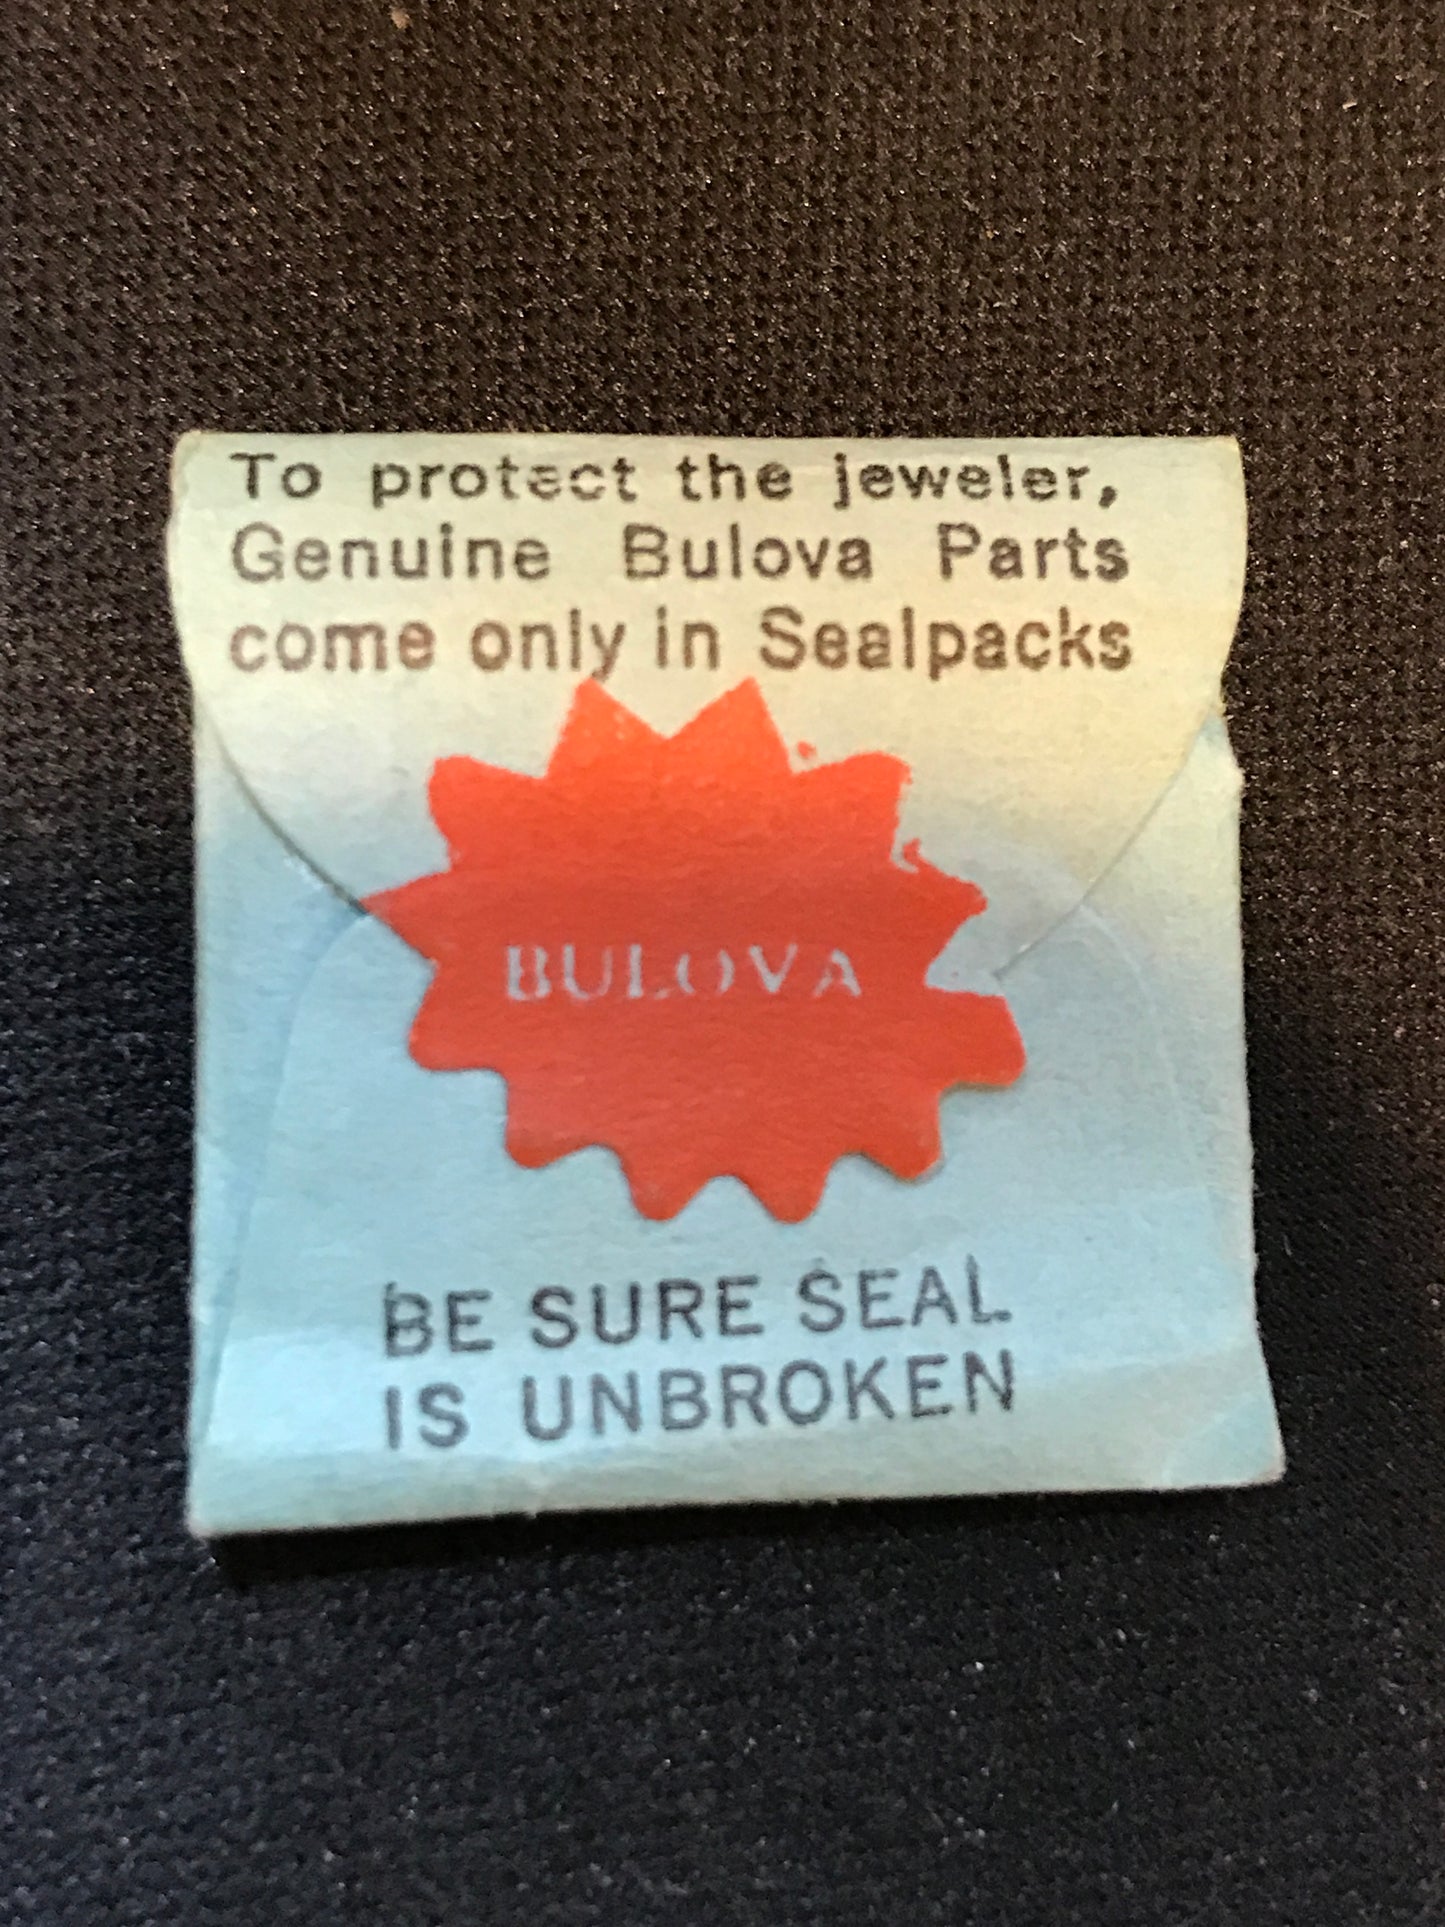 To protect the jeweler,
Genuine Bulova Parts
come only in Sealpacks
BULOVA
BE SURE SEAL
IS UNBROKEN